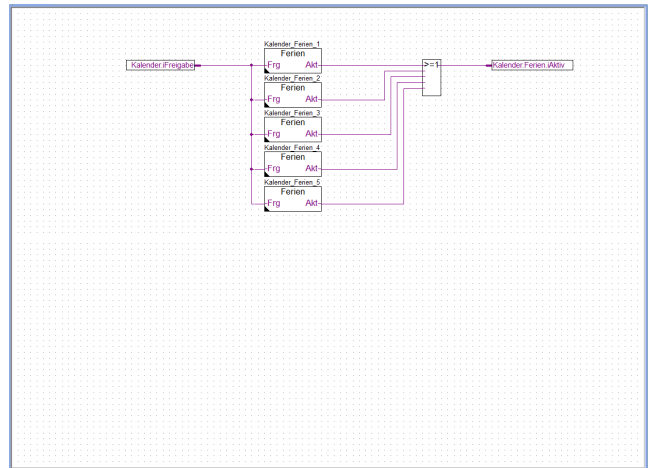 Kalender_Ferien_1
Ferien
Kalender.iFreigabe
Frg Akt
>=1
Kalender.Ferien.iAktiv
Kalender_Ferien_2
Ferien
Frg Akt
Kalender_Ferien_3
Ferien
Frg Akt
Kalender_Ferien_4
Ferien
Frg Akt
Kalender_Ferien_5
Ferien
Frg Akt